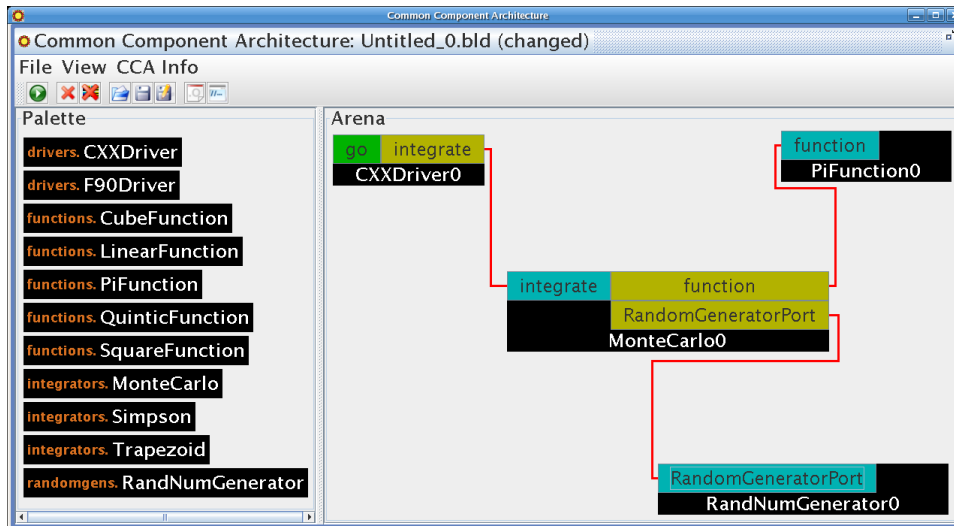 Common Component Architecture
Common Component Architecture: Untitled_0.bld (changed)
File View CCA Info
Palette
drivers. CXXDriver
drivers. F90Driver
functions. CubeFunction
functions. LinearFunction
functions. PiFunction
functions. QuinticFunction
functions. SquareFunction
integrators. MonteCarlo
integrators. Simpson
integrators. Trapezoid
randomgens. RandNumGenerator
Arena
go integrate
CXXDriver0
function
PiFunction0
integrate function
RandomGeneratorPort
MonteCarlo0
RandomGeneratorPort
RandNumGenerator0